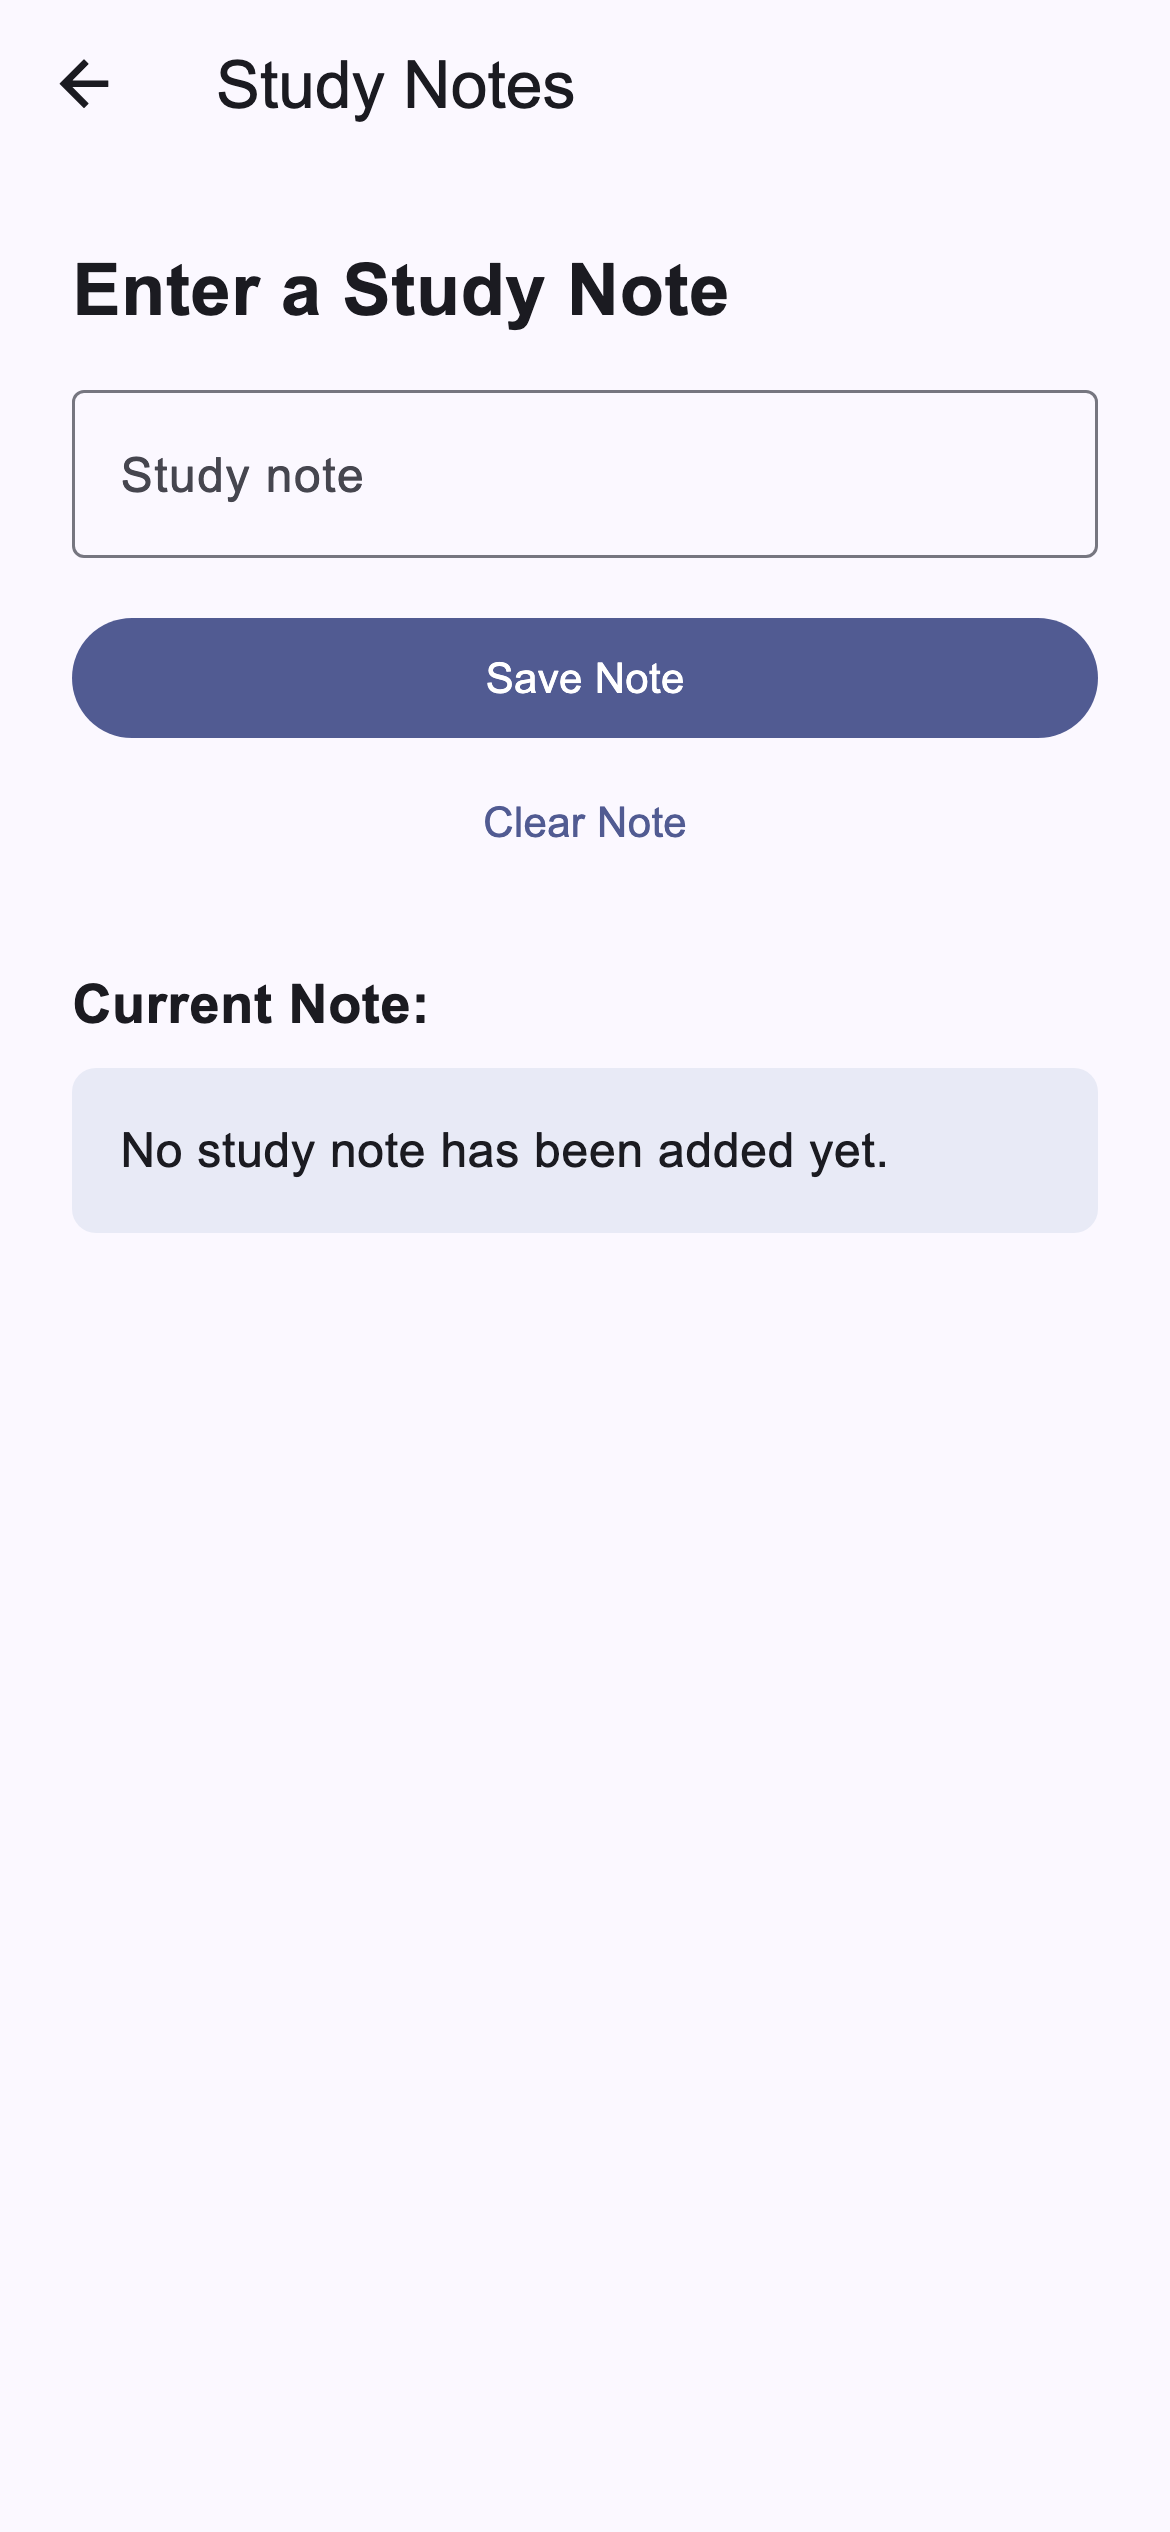 Study Notes
Enter a Study Note
Study note
Save Note
Clear Note
Current Note:
No study note has been added yet.